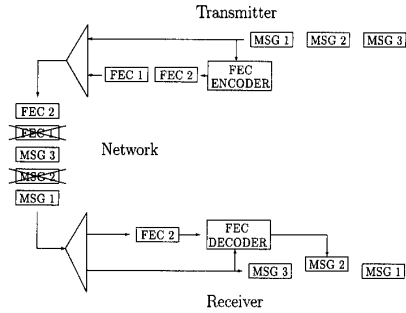 Transmitter
MSG 1 MSG 2 MSG 3
FEC 1 FEC 2
FEC
ENCODER
FEC 2
FEC 1
MSG 3
MSG 2
MSG 1
Network
FEC 2
FEC
DECODER
MSG 3 MSG 2 MSG 1
Receiver